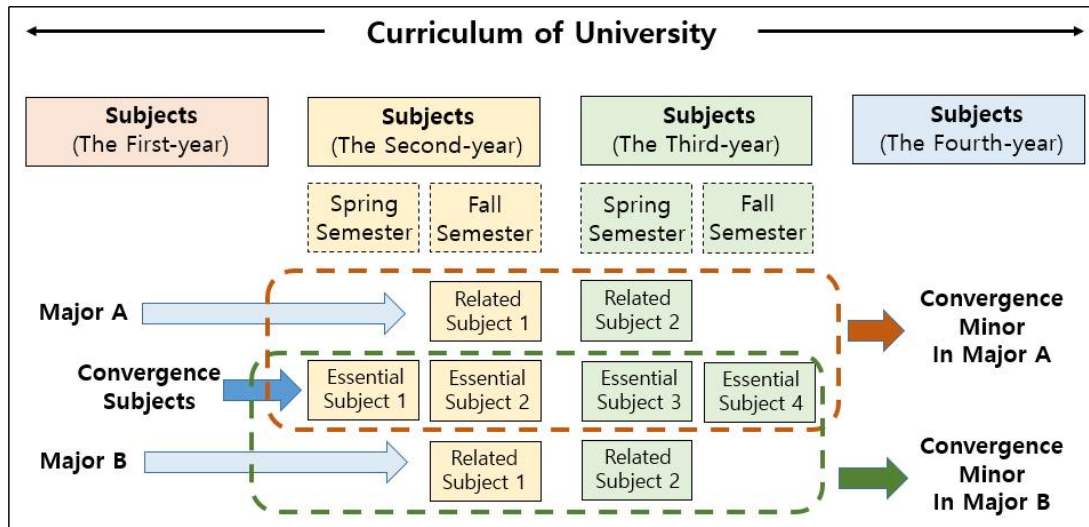 Curriculum of University
Subjects
(The First-year)
Subjects
(The Second-year)
Subjects
(The Third-year)
Subjects
(The Fourth-year)
Spring
Semester
Fall
Semester
Spring
Semester
Fall
Semester
Major A
Related
Subject 1
Related
Subject 2
Convergence
Minor
In Major A
Convergence
Subjects
Essential
Subject 1
Essential
Subject 2
Essential
Subject 3
Essential
Subject 4
Major B
Related
Subject 1
Related
Subject 2
Convergence
Minor
In Major B